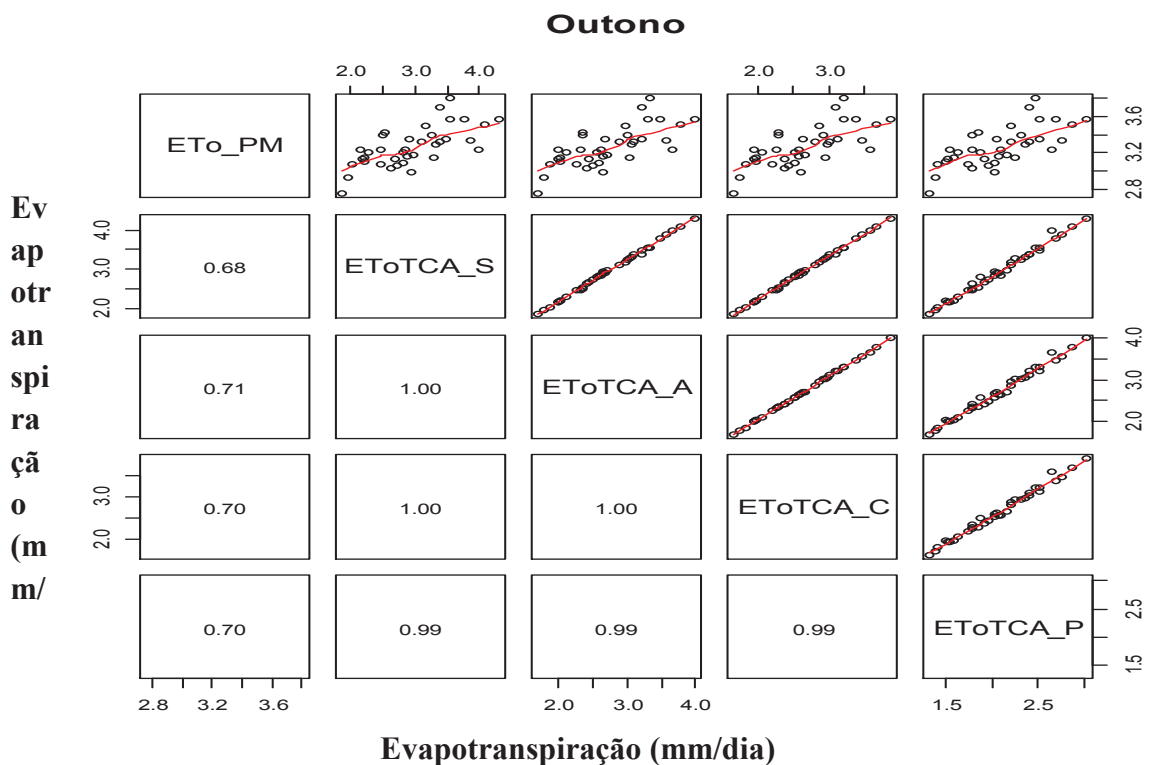 Outono
2.0 3.0 4.0
2.0 3.0
ETo_PM
2.8 3.2 3.6
2.0 3.0 4.0
0.68
EToTCA_S
0.71
1.00
EToTCA_A
2.0 3.0 4.0
2.0 3.0
0.70
1.00
1.00
EToTCA_C
0.70
0.99
0.99
0.99
EToTCA_P
1.5 2.5
2.8 3.2 3.6
2.0 3.0 4.0
1.5 2.5
Ev
ap
otr
an
spi
ra
çã
o
(m
m/
Evapotranspiração (mm/dia)